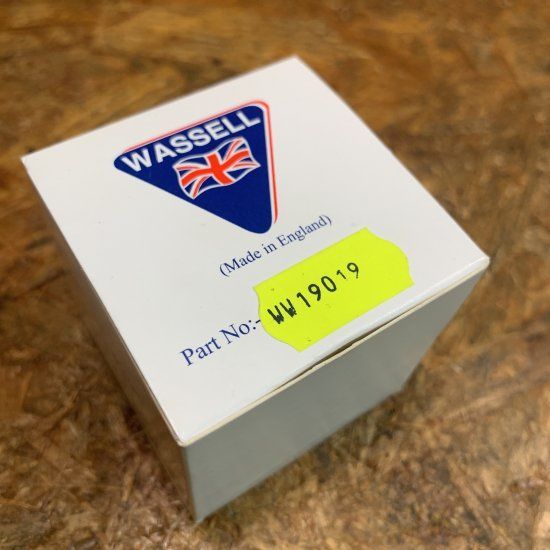 WASSELL
(Made in England)
Part No:- WW19019